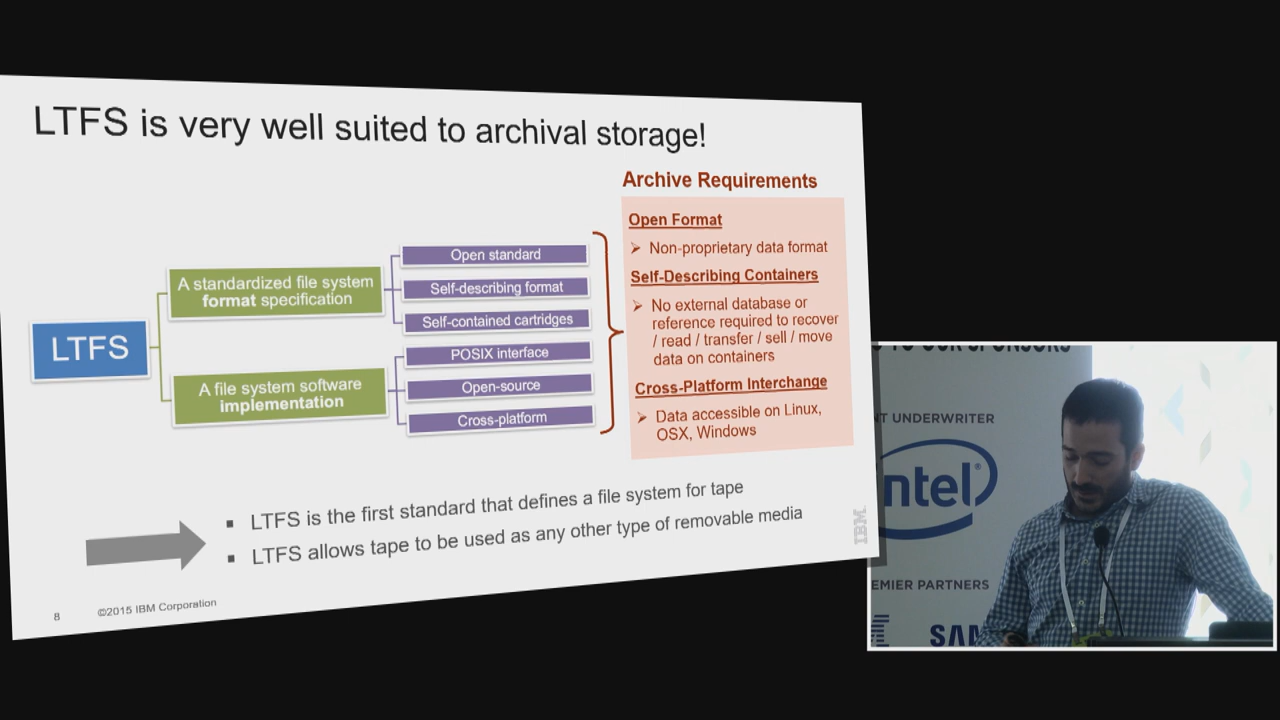 LTFS is very well suited to archival storage!
LTFS
A standardized file system
format specification
A file system software
implementation
Open standard
Self-describing format
Self-contained cartridges
POSIX interface
Open-source
Cross-platform
Archive Requirements
Open Format
➢ Non-proprietary data format
Self-Describing Containers
➢ No external database or
reference required to recover
/ read / transfer / sell / move
data on containers
Cross-Platform Interchange
➢ Data accessible on Linux,
OSX, Windows
▪ LTFS is the first standard that defines a file system for tape
▪ LTFS allows tape to be used as any other type of removable media
IBM
8
©2015 IBM Corporation
TO OUR SPONSORS
NT UNDERWRITER
ntel
EMIER PARTNERS
SAM